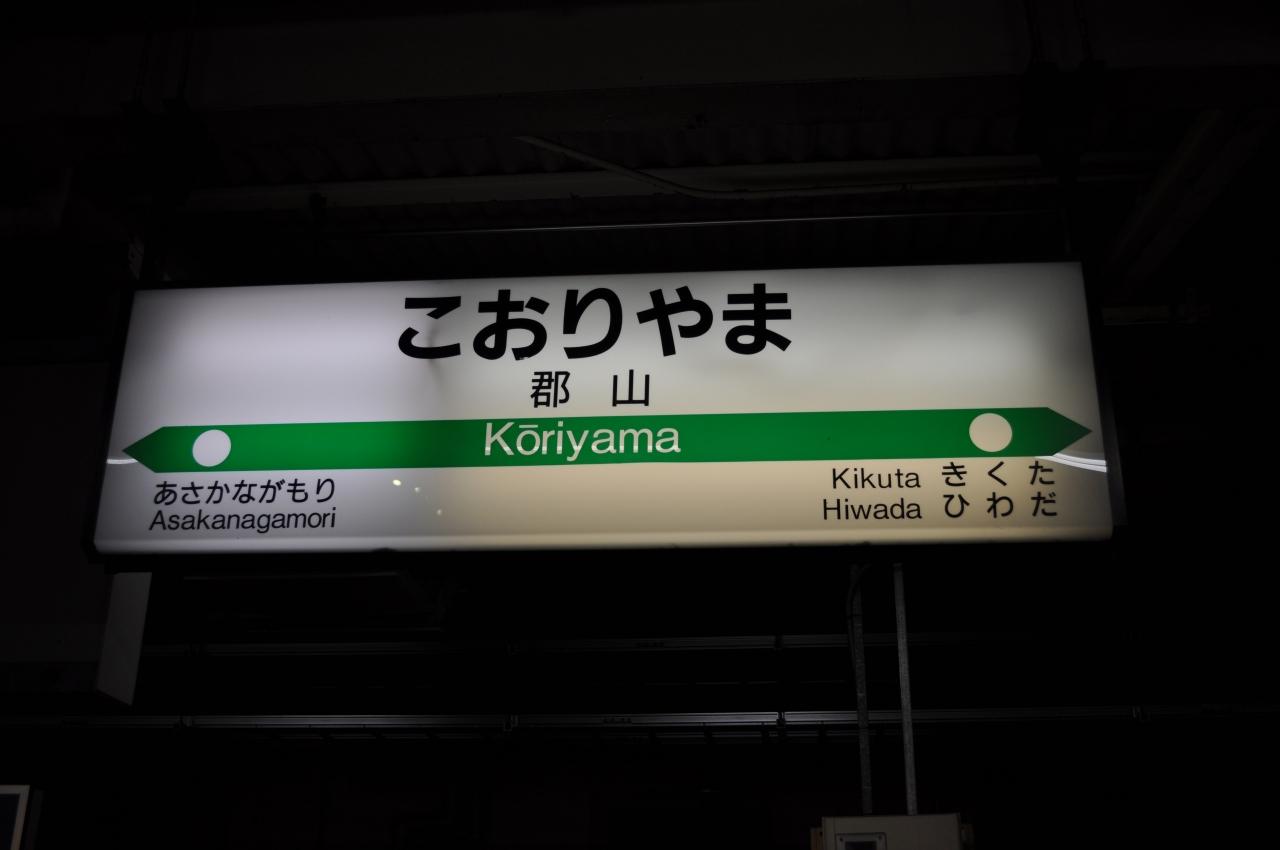 こおりやま
郡山
Kōriyama
あさかながもり
Asakanagamori
Kikuta きくた
Hiwada ひわだ